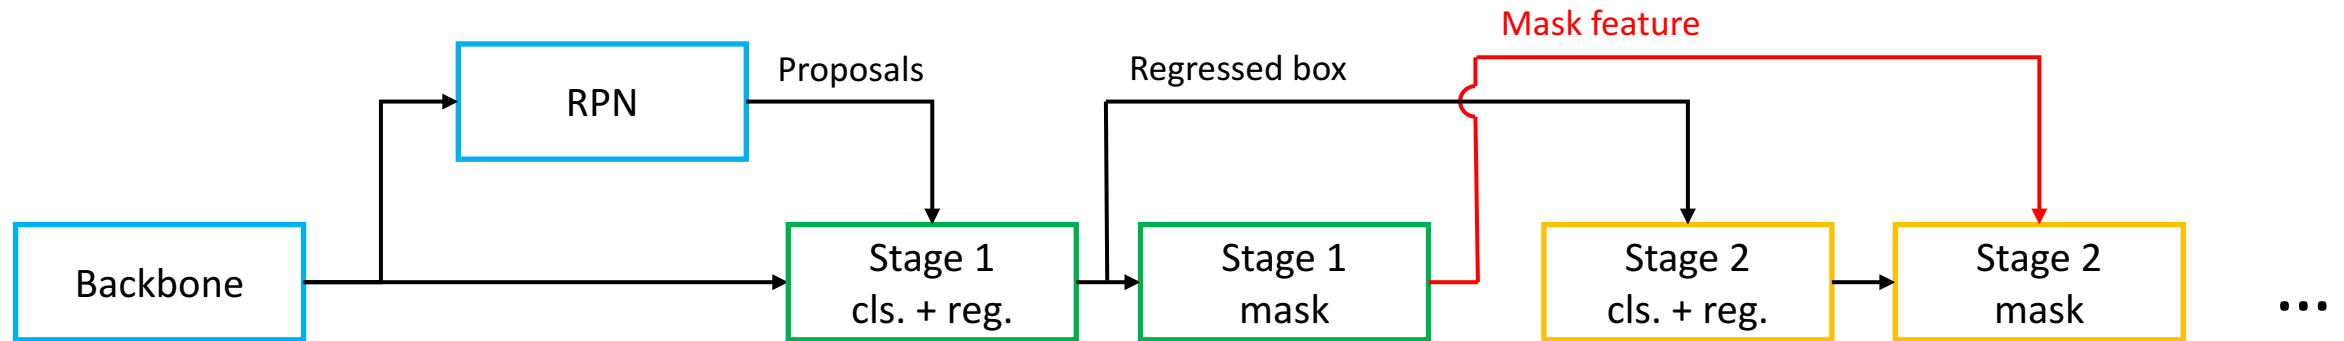 Mask feature
Proposals
Regressed box
RPN
Backbone
Stage 1
cls. + reg.
Stage 1
mask
Stage 2
cls. + reg.
Stage 2
mask
...